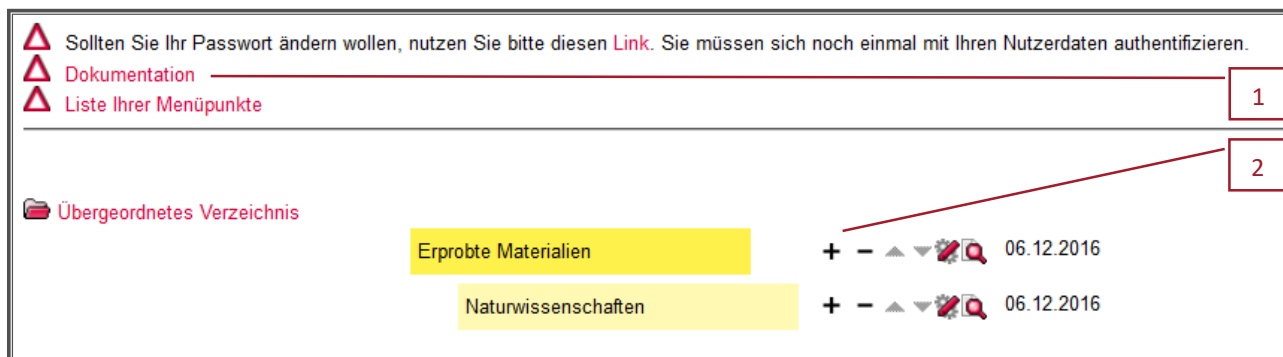 Sollten Sie Ihr Passwort ändern wollen, nutzen Sie bitte diesen Link. Sie müssen sich noch einmal mit Ihren Nutzerdaten authentifizieren.
Dokumentation
1
Liste Ihrer Menüpunkte
2
Übergeordnetes Verzeichnis
Erprobte Materialien 06.12.2016
Naturwissenschaften 06.12.2016